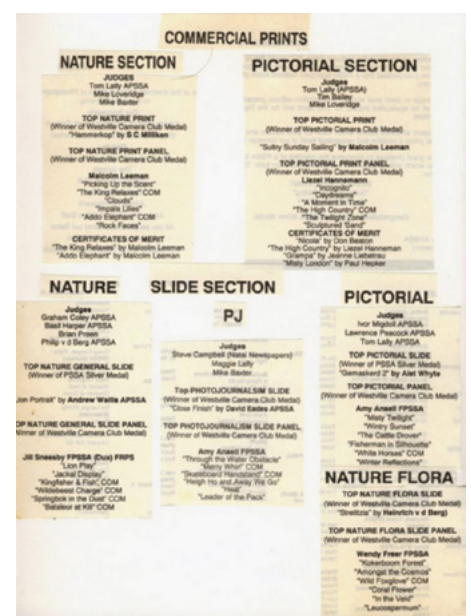 COMMERCIAL PRINTS
NATURE SECTION
JUDGES
Tom Lally APSSA
Mike Loveridge
Mike Baxter
TOP NATURE PRINT
(Winner of Westville Camera Club Medal)
"Hammerkop" by S C Milliken
TOP NATURE PRINT PANEL
(Winner of Westville Camera Club Medal)
Malcolm Leeman
"Picking Up the Scent"
"The King Relaxes" COM
"Clouds"
"Impala Lilies"
"Addo Elephant" COM
"Rock Faces"
CERTIFICATES OF MERIT
"The King Relaxes" by Malcolm Leeman
"Addo Elephant" by Malcolm Leeman
PICTORIAL SECTION
Judges
Tom Lally (APSSA)
Tim Bailey
Mike Loveridge
TOP PICTORIAL PRINT
(Winner of Westville Camera Club Medal)
"Sultry Sunday Sailing" by Malcolm Leeman
TOP PICTORIAL PRINT PANEL
(Winner of Westville Camera Club Medal)
Liezel Hannemann
"Incognito"
"Daydreams"
"A Moment in Time"
"The High Country" COM
"The Twilight Zone"
"Sculptured Sand"
CERTIFICATES OF MERIT
"Nicola" by Don Beaton
"The High Country" by Liezel Hanneman
"Grampa" by Jeanne Liebetrau
"Misty London" by Paul Hepker
NATURE SLIDE SECTION
Judges
Graham Coley APSSA
Basil Harper APSSA
Brian Preen
Philip v d Berg APSSA
TOP NATURE GENERAL SLIDE
(Winner of PSSA Silver Medal)
Portrait' by Andrew Wallis APSSA
NATURE GENERAL SLIDE PANEL
Winner of Westville Camera Club Medal)
Jill Sneesby FPSSA (Dux) FRPS
"Lion Play"
"Jackal Display"
"Kingfisher & Fish" COM
"Wildebeest Charge" COM
"Springbok in the Dust" COM
"Bataleur at Kill" COM
PJ
Judges
Steve Campbell (Natal Newspapers)
Maggie Lally
Mike Baxter
Top PHOTOJOURNALSIM SLIDE
(Winner of Westville Camera Club Medal)
"Close Finish" by David Eades APSSA
TOP PHOTOJOURNALISM SLIDE PANEL
(Winner of Westville Camera Club Medal)
Amy Ansell FPSSA
"Through the Water Obstacle"
"Merry Whirl" COM
"Skateboard Handstand" COM
"Heigh Ho and Away We Go"
"Heat"
"Leader of the Pack"
PICTORIAL
Judges
Ivor Migdoll APSSA
Lawrence Peacock APSSA
Tom Lally APSSA
TOP PICTORIAL SLIDE
(Winner of PSSA Silver Medal)
"Gemaskerd 2' by Alet Whyte
TOP PICTORIAL PANEL
(Winner of Westville Camera Club Medal)
Amy Ansell FPSSA
"Misty Twilight"
"Wintry Sunset"
"The Cattle Drover"
"Fisherman in Silhouette"
"White Horses" COM
"Winter Reflections"
NATURE FLORA
TOP NATURE FLORA SLIDE
(Winner of Westville Camera Club Medal)
"Strelitzia" by Heinrich v d Berg)
TOP NATURE FLORA SLIDE PANEL
(Winner of Westville Camera Club Medal)
Wendy Freer FPSSA
"Kokerboom Forest"
"Amongst the Cosmos"
"Wild Foxglove" COM
"Coral Flower"
"In the Veld"
"Leucospermum"